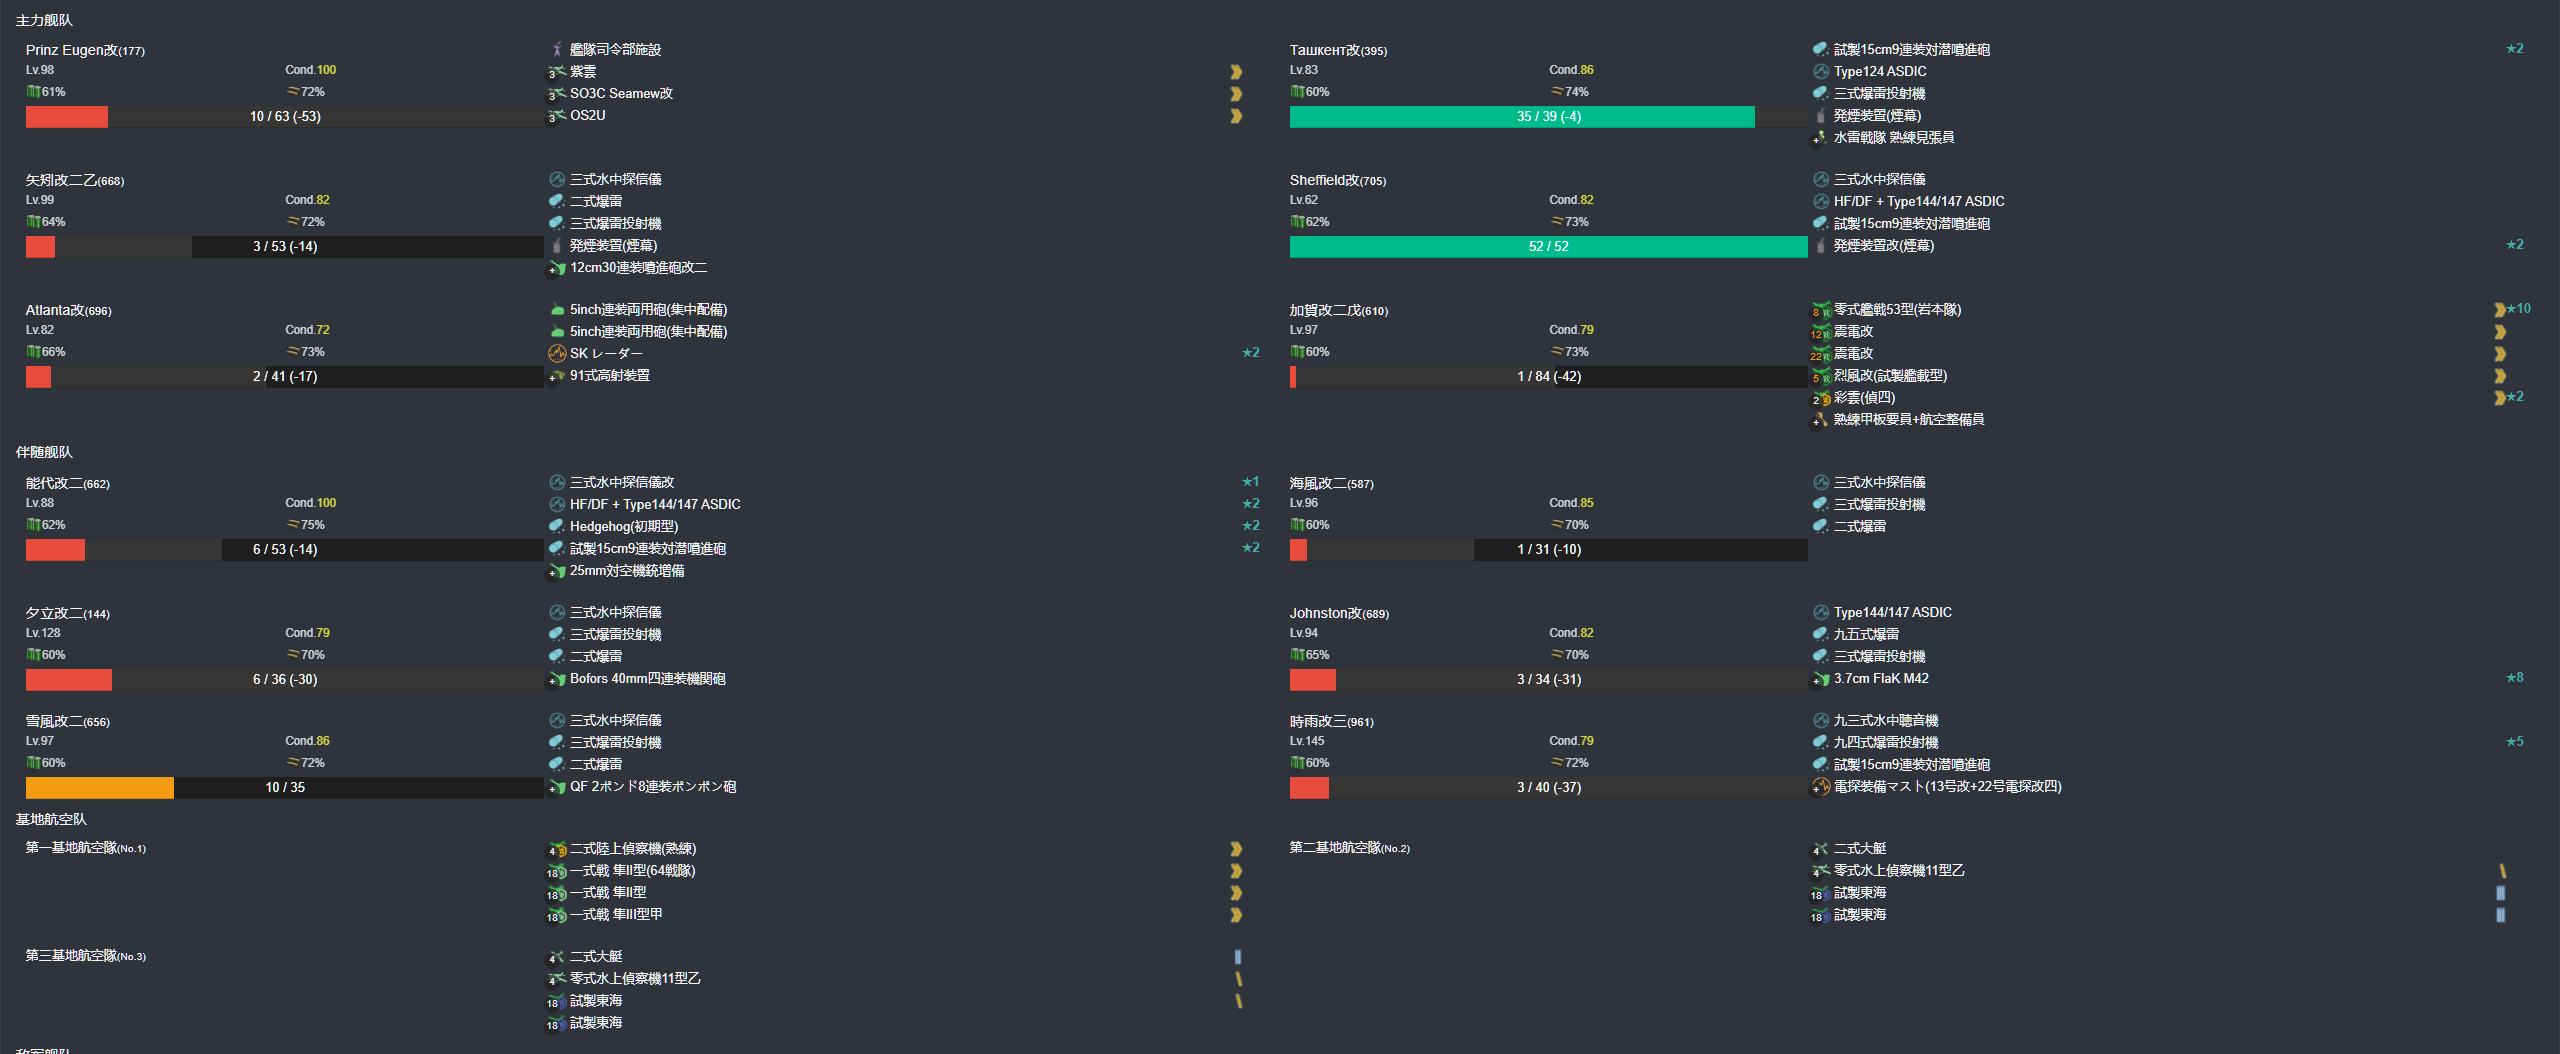 主力舰队
Prinz Eugen改(177)
Lv.98 Cond.100
61% 72%
10 / 63 (-53)
艦隊司令部施設
3 紫雲
3 SO3C Seamew改
3 OS2U
Ташкент改(395)
Lv.83 Cond.86
60% 74%
35 / 39 (-4)
試製15cm9連装対潜噴進砲 ★2
Type124 ASDIC
三式爆雷投射機
発煙装置(煙幕)
+ 水雷戦隊 熟練見張員
矢矧改二乙(668)
Lv.99 Cond.82
64% 72%
3 / 53 (-14)
三式水中探信儀
二式爆雷
三式爆雷投射機
発煙装置(煙幕)
+ 12cm30連装噴進砲改二
Sheffield改(705)
Lv.62 Cond.82
62% 73%
52 / 52
三式水中探信儀
HF/DF + Type144/147 ASDIC
試製15cm9連装対潜噴進砲
発煙装置改(煙幕) ★2
Atlanta改(696)
Lv.82 Cond.72
66% 73%
2 / 41 (-17)
5inch連装両用砲(集中配備)
5inch連装両用砲(集中配備)
SK レーダー ★2
+ 91式高射装置
加賀改二戊(610)
Lv.97 Cond.79
60% 73%
1 / 84 (-42)
8 零式艦戦53型(岩本隊) ★10
12 震電改
22 震電改
5 烈風改(試製艦載型)
2 彩雲(偵四) ★2
+ 熟練甲板要員+航空整備員
伴随舰队
能代改二(662)
Lv.88 Cond.100
62% 75%
6 / 53 (-14)
三式水中探信儀改 ★1
HF/DF + Type144/147 ASDIC ★2
Hedgehog(初期型) ★2
試製15cm9連装対潜噴進砲 ★2
+ 25mm対空機銃増備
海風改二(587)
Lv.96 Cond.85
60% 70%
1 / 31 (-10)
三式水中探信儀
三式爆雷投射機
二式爆雷
夕立改二(144)
Lv.128 Cond.79
60% 70%
6 / 36 (-30)
三式水中探信儀
三式爆雷投射機
二式爆雷
+ Bofors 40mm四連装機関砲
Johnston改(689)
Lv.94 Cond.82
65% 70%
3 / 34 (-31)
Type144/147 ASDIC
九五式爆雷
三式爆雷投射機
+ 3.7cm FlaK M42 ★8
雪風改二(656)
Lv.97 Cond.86
60% 72%
10 / 35
三式水中探信儀
三式爆雷投射機
二式爆雷
+ QF 2ポンド8連装ポンポン砲
時雨改三(961)
Lv.145 Cond.79
60% 72%
3 / 40 (-37)
九三式水中聴音機
九四式爆雷投射機 ★5
試製15cm9連装対潜噴進砲
+ 電探装備マスト(13号改+22号電探改四)
基地航空队
第一基地航空隊(No.1)
4 二式陸上偵察機(熟練)
18 一式戦 隼II型(64戦隊)
18 一式戦 隼II型
18 一式戦 隼III型甲
第二基地航空隊(No.2)
4 二式大艇
4 零式水上偵察機11型乙
18 試製東海
18 試製東海
第三基地航空隊(No.3)
4 二式大艇
4 零式水上偵察機11型乙
18 試製東海
18 試製東海